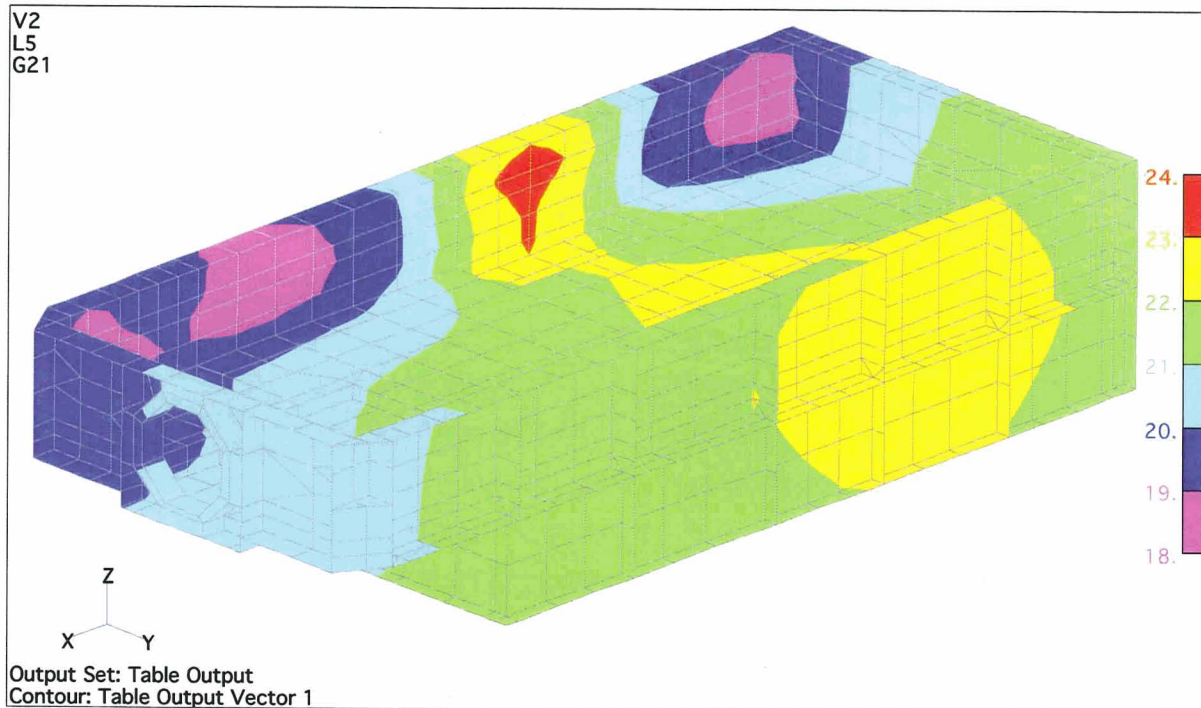 V2
L5
G21
24.
23.
22.
21.
20.
19.
18.
Z
X Y
Output Set: Table Output
Contour: Table Output Vector 1